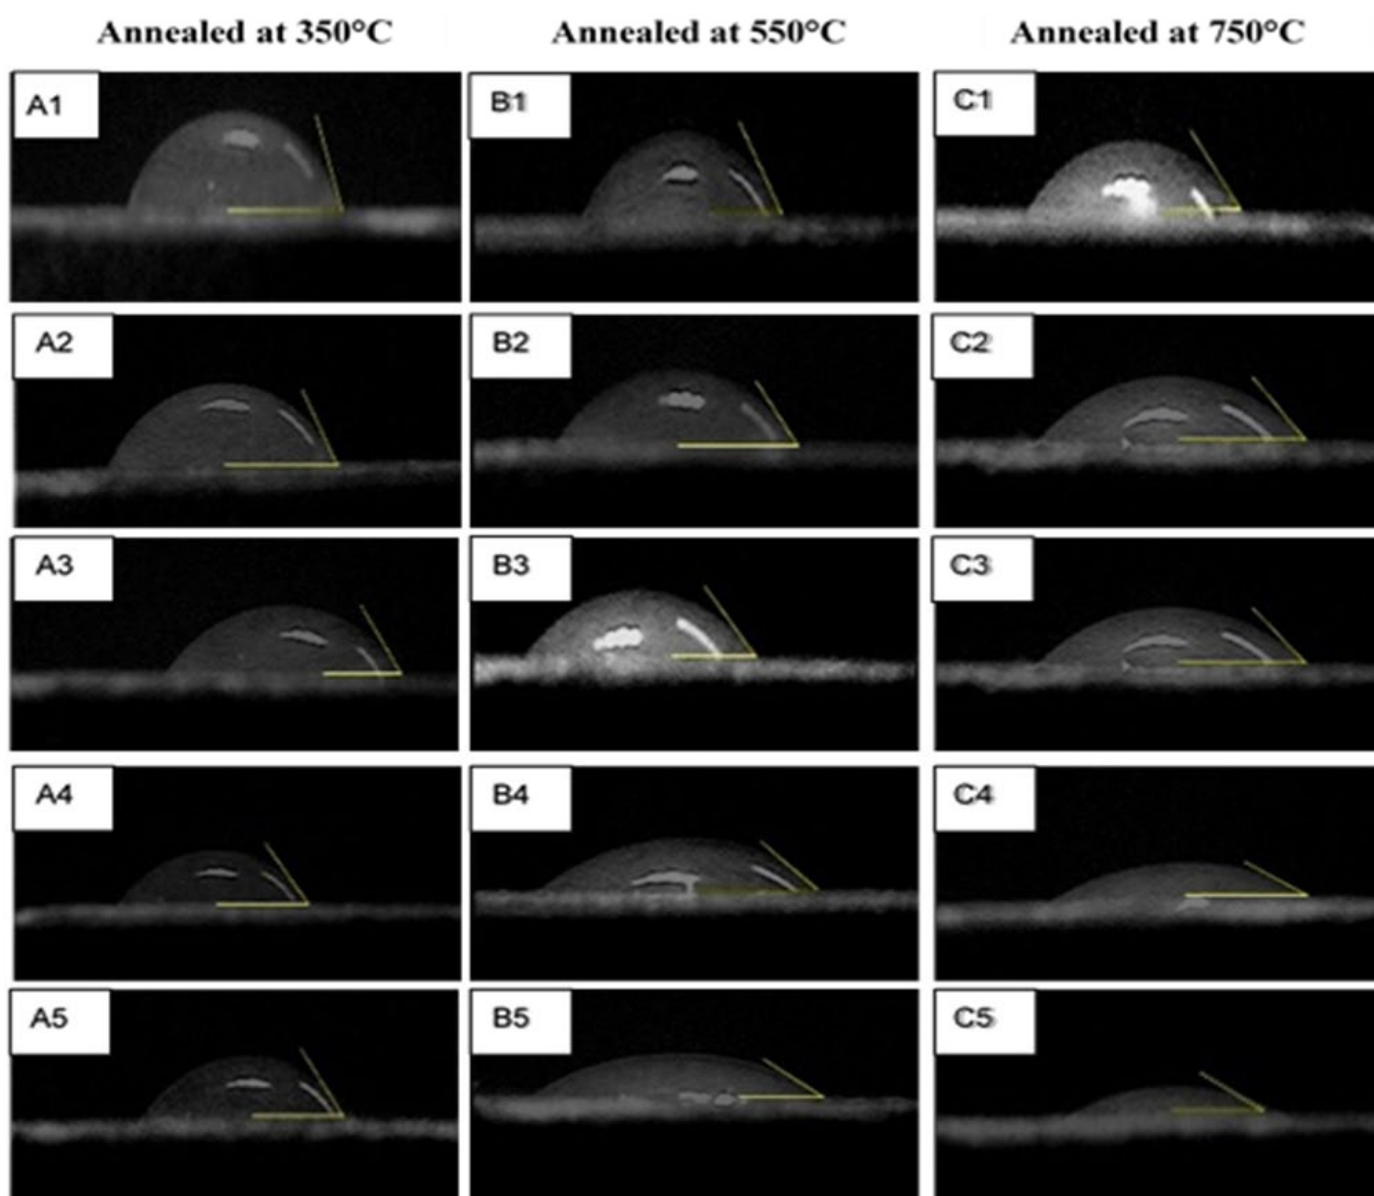 Annealed at 350°C Annealed at 550°C Annealed at 750°C
A1 B1 C1
A2 B2 C2
A3 B3 C3
A4 B4 C4
A5 B5 C5